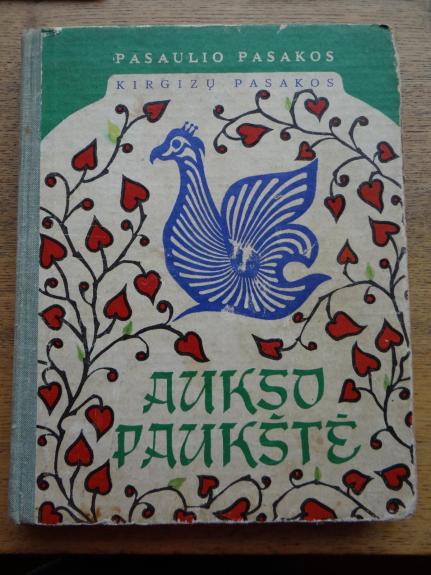 PASAULIO PASAKOS
KIRGIZŲ PASAKOS
AUKSO
PAUKŠTĖ